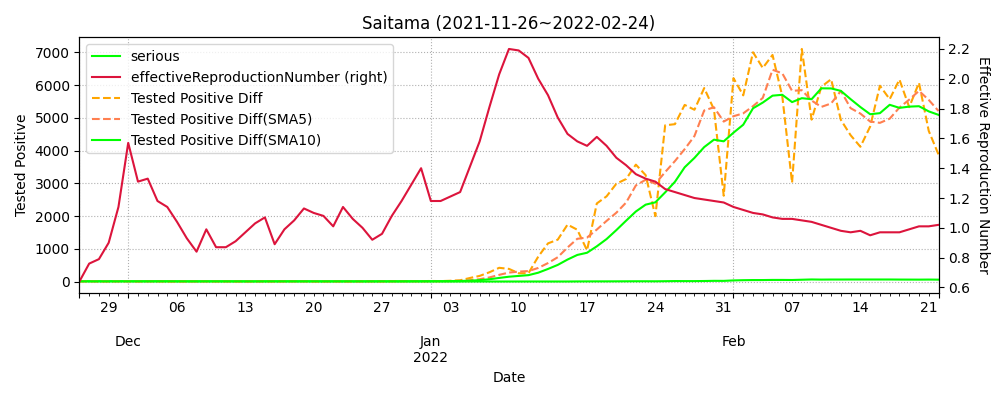 Saitama (2021-11-26~2022-02-24)
serious
effectiveReproductionNumber (right)
Tested Positive Diff
Tested Positive Diff(SMA5)
Tested Positive Diff(SMA10)
Tested Positive
7000
6000
5000
4000
3000
2000
1000
0
2.2
2.0
1.8
1.6
1.4
1.2
1.0
0.8
0.6
Effective Reproduction Number
29 06 13 20 27 03 10 17 24 31 07 14 21
Dec Jan Feb
2022
Date